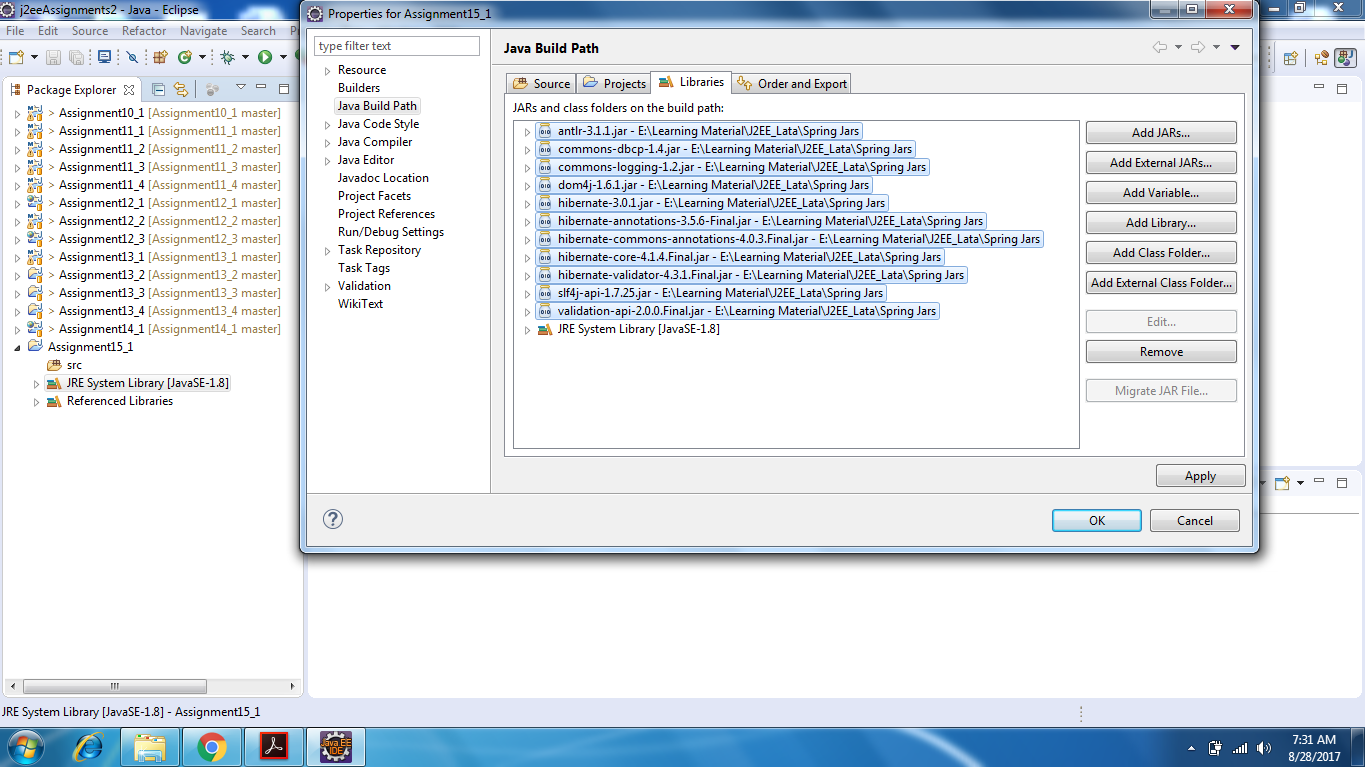 j2eeAssignments2 - Java - Eclipse
File Edit Source Refactor Navigate Search
Package Explorer
> Assignment10_1 [Assignment10_1 master]
> Assignment11_1 [Assignment11_1 master]
> Assignment11_2 [Assignment11_2 master]
> Assignment11_3 [Assignment11_3 master]
> Assignment11_4 [Assignment11_4 master]
> Assignment12_1 [Assignment12_1 master]
> Assignment12_2 [Assignment12_2 master]
> Assignment12_3 [Assignment12_3 master]
> Assignment13_1 [Assignment13_1 master]
> Assignment13_2 [Assignment13_2 master]
> Assignment13_3 [Assignment13_3 master]
> Assignment13_4 [Assignment13_4 master]
> Assignment14_1 [Assignment14_1 master]
Assignment15_1
src
JRE System Library [JavaSE-1.8]
Referenced Libraries
Properties for Assignment15_1
type filter text
Resource
Builders
Java Build Path
Java Code Style
Java Compiler
Java Editor
Javadoc Location
Project Facets
Project References
Run/Debug Settings
Task Repository
Task Tags
Validation
WikiText
Java Build Path
Source Projects Libraries Order and Export
JARs and class folders on the build path:
antlr-3.1.1.jar - E:\Learning Material\J2EE_Lata\Spring Jars
commons-dbcp-1.4.jar - E:\Learning Material\J2EE_Lata\Spring Jars
commons-logging-1.2.jar - E:\Learning Material\J2EE_Lata\Spring Jars
dom4j-1.6.1.jar - E:\Learning Material\J2EE_Lata\Spring Jars
hibernate-3.0.1.jar - E:\Learning Material\J2EE_Lata\Spring Jars
hibernate-annotations-3.5.6-Final.jar - E:\Learning Material\J2EE_Lata\Spring Jars
hibernate-commons-annotations-4.0.3.Final.jar - E:\Learning Material\J2EE_Lata\Spring Jars
hibernate-core-4.1.4.Final.jar - E:\Learning Material\J2EE_Lata\Spring Jars
hibernate-validator-4.3.1.Final.jar - E:\Learning Material\J2EE_Lata\Spring Jars
slf4j-api-1.7.25.jar - E:\Learning Material\J2EE_Lata\Spring Jars
validation-api-2.0.0.Final.jar - E:\Learning Material\J2EE_Lata\Spring Jars
JRE System Library [JavaSE-1.8]
Add JARs...
Add External JARs...
Add Variable...
Add Library...
Add Class Folder...
Add External Class Folder...
Edit...
Remove
Migrate JAR File...
Apply
OK Cancel
JRE System Library [JavaSE-1.8] - Assignment15_1
Java EE
IDE
7:31 AM
8/28/2017